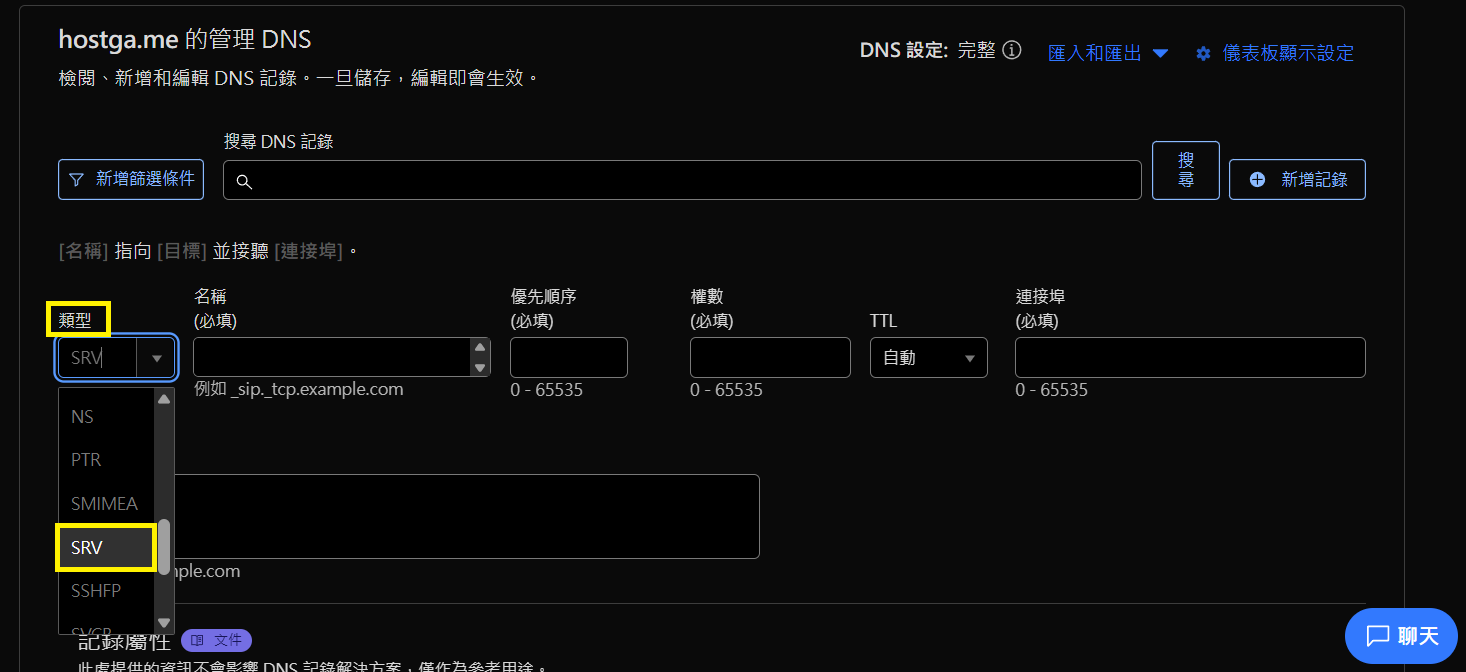 hostga.me 的管理 DNS
DNS 設定: 完整
匯入和匯出
儀表板顯示設定
檢閱、新增和編輯 DNS 記錄。一旦儲存，編輯即會生效。
搜尋 DNS 記錄
新增篩選條件
搜尋
新增記錄
[名稱] 指向 [目標] 並接聽 [連接埠]。
類型
名稱
(必填)
優先順序
(必填)
權數
(必填)
TTL
連接埠
(必填)
SRV
自動
例如 _sip._tcp.example.com
0 - 65535
0 - 65535
0 - 65535
NS
PTR
SMIMEA
SRV
SSHFP
mple.com
記錄屬性
文件
此處提供的資訊不會影響 DNS 記錄解決方案，僅作為參考用途。
聊天